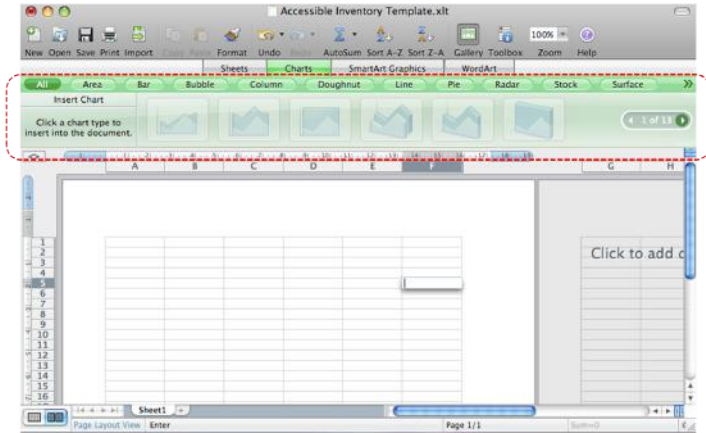 Accessible Inventory Template.xlt
New Open Save Print Import Copy Paste Format Undo Redo AutoSum Sort A-Z Sort Z-A Gallery Toolbox Zoom Help
100%
Sheets Charts SmartArt Graphics WordArt
All Area Bar Bubble Column Doughnut Line Pie Radar Stock Surface
Insert Chart
Click a chart type to
insert into the document.
1 of 13
A B C D E F G H
1
2
Click to add
3
4
5
6
7
8
9
10
11
12
13
14
15
16
Sheet1
Page Layout View Enter Page 1/1 Sum=0